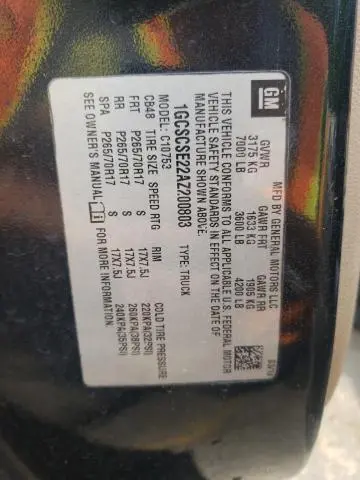 GM
MFD BY GENERAL MOTORS LLC
GVWR GAWR FRT GAWR RR
3175 KG 1633 KG 1905 KG
7000 LB 3600 LB 4200 LB
THIS VEHICLE CONFORMS TO ALL APPLICABLE U.S. FEDERAL MOTOR
VEHICLE SAFETY STANDARDS IN EFFECT ON THE DATE OF
MANUFACTURE SHOWN ABOVE.
1GCSCSE22AZ200803 TYPE: TRUCK
MODEL: C10753
CB48 TIRE SIZE SPEED RTG RIM COLD TIRE PRESSURE
FRT P265/70R17 S 17X7.5J 220KPA(32PSI)
RR P265/70R17 S 17X7.5J 260KPA(38PSI)
SPA P265/70R17 S 17X7.5J 240KPA(35PSI)
SEE OWNER'S MANUAL FOR MORE INFORMATION.